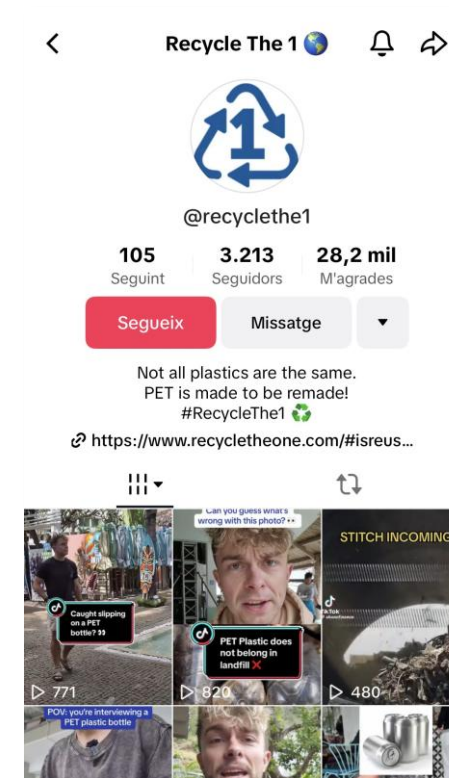 Recycle The 1 🌎
1
@recyclethe1
105 3.213 28,2 mil
Seguint Seguidors M'agrades
Segueix Missatge
Not all plastics are the same.
PET is made to be remade!
#RecycleThe1 ♻️
https://www.recycletheone.com/#isreus...
Caught slipping
on a PET
bottle? 👀
771
Can you guess what's
wrong with this photo? 👀
PET Plastic does
not belong in
landfill ❌
820
STITCH INCOMING
TikTok
480
POV: you're interviewing a
PET plastic bottle